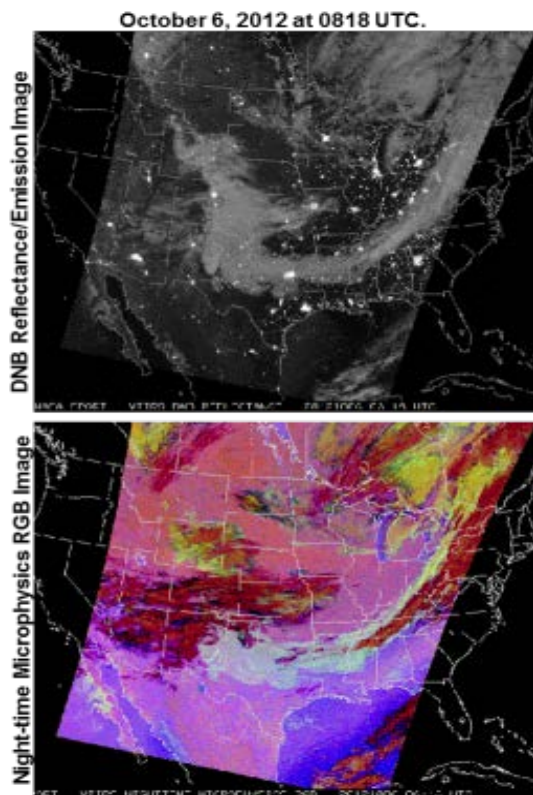 October 6, 2012 at 0818 UTC.
DNB Reflectance/Emission Image
Night-time Microphysics RGB Image